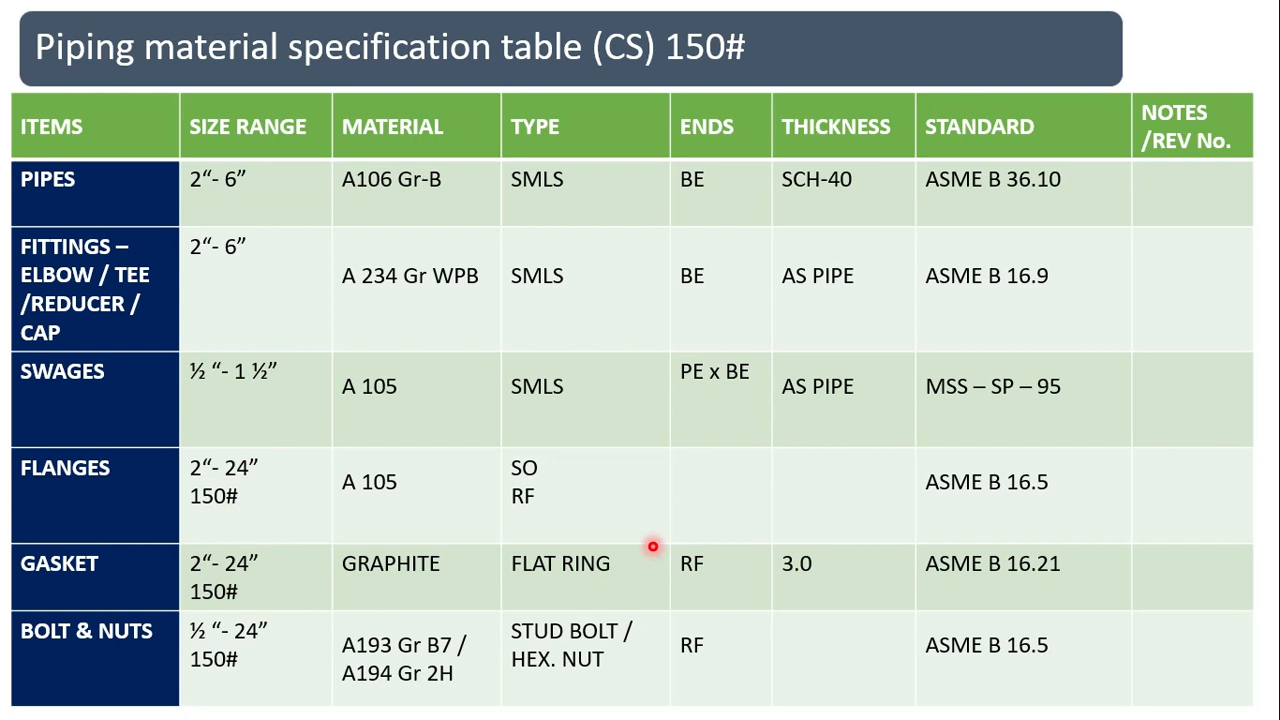 Piping material specification table (CS) 150#
ITEMS SIZE RANGE MATERIAL TYPE ENDS THICKNESS STANDARD NOTES
/REV No.
PIPES 2“- 6” A106 Gr-B SMLS BE SCH-40 ASME B 36.10
FITTINGS – 2“- 6”
ELBOW / TEE A 234 Gr WPB SMLS BE AS PIPE ASME B 16.9
/REDUCER /
CAP
SWAGES ½ “- 1 ½” A 105 SMLS PE x BE AS PIPE MSS – SP – 95
FLANGES 2“- 24” A 105 SO ASME B 16.5
150# RF
GASKET 2“- 24” GRAPHITE FLAT RING RF 3.0 ASME B 16.21
150#
BOLT & NUTS ½ “- 24” A193 Gr B7 / STUD BOLT / RF ASME B 16.5
150# A194 Gr 2H HEX. NUT